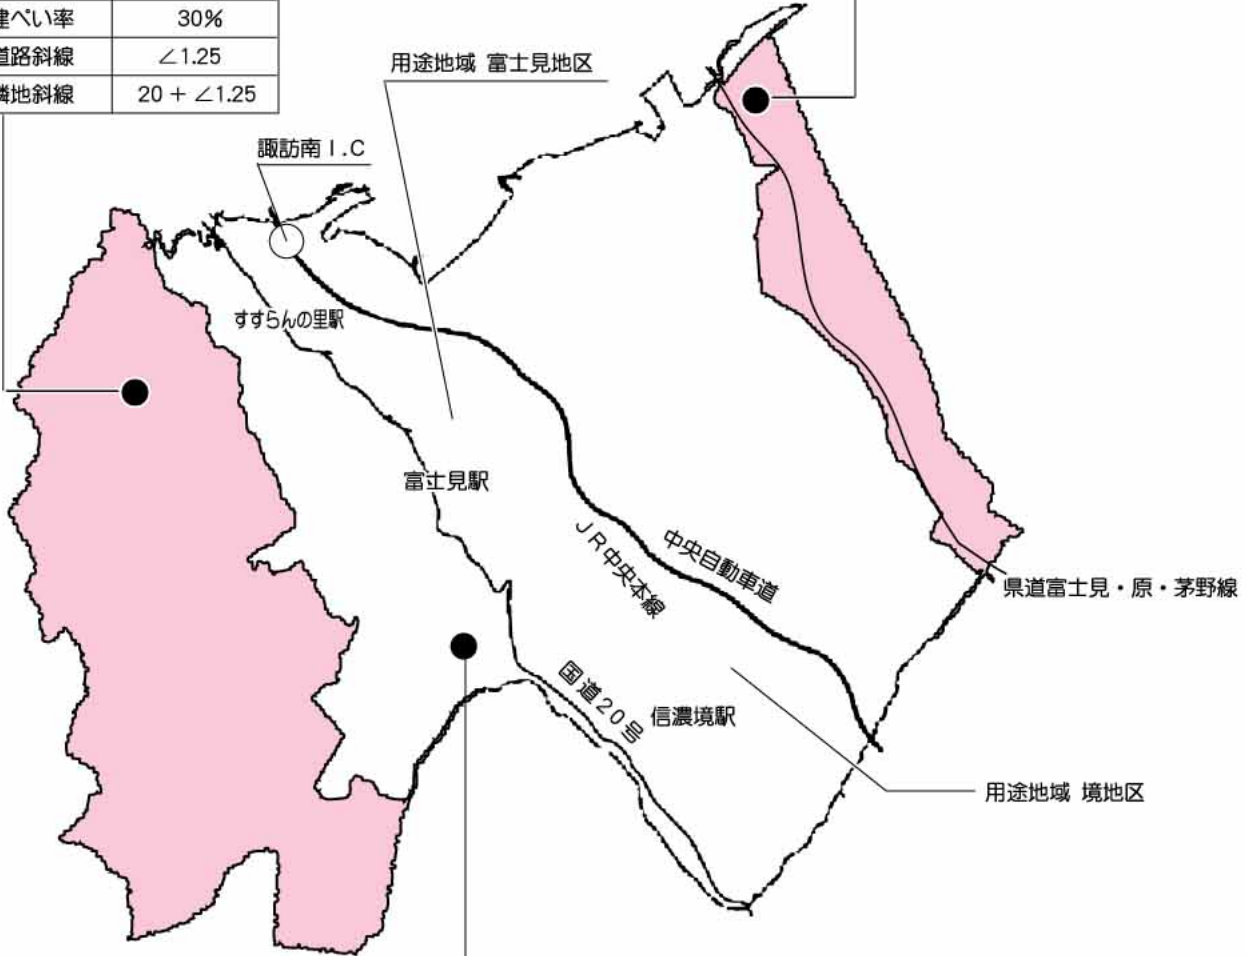 建ぺい率 30%
道路斜線 ∠1.25
隣地斜線 20 + ∠1.25
用途地域 富士見地区
諏訪南 I.C
すずらんの里駅
富士見駅
中央自動車道
JR中央本線
県道富士見・原・茅野線
国道20号
信濃境駅
用途地域 境地区